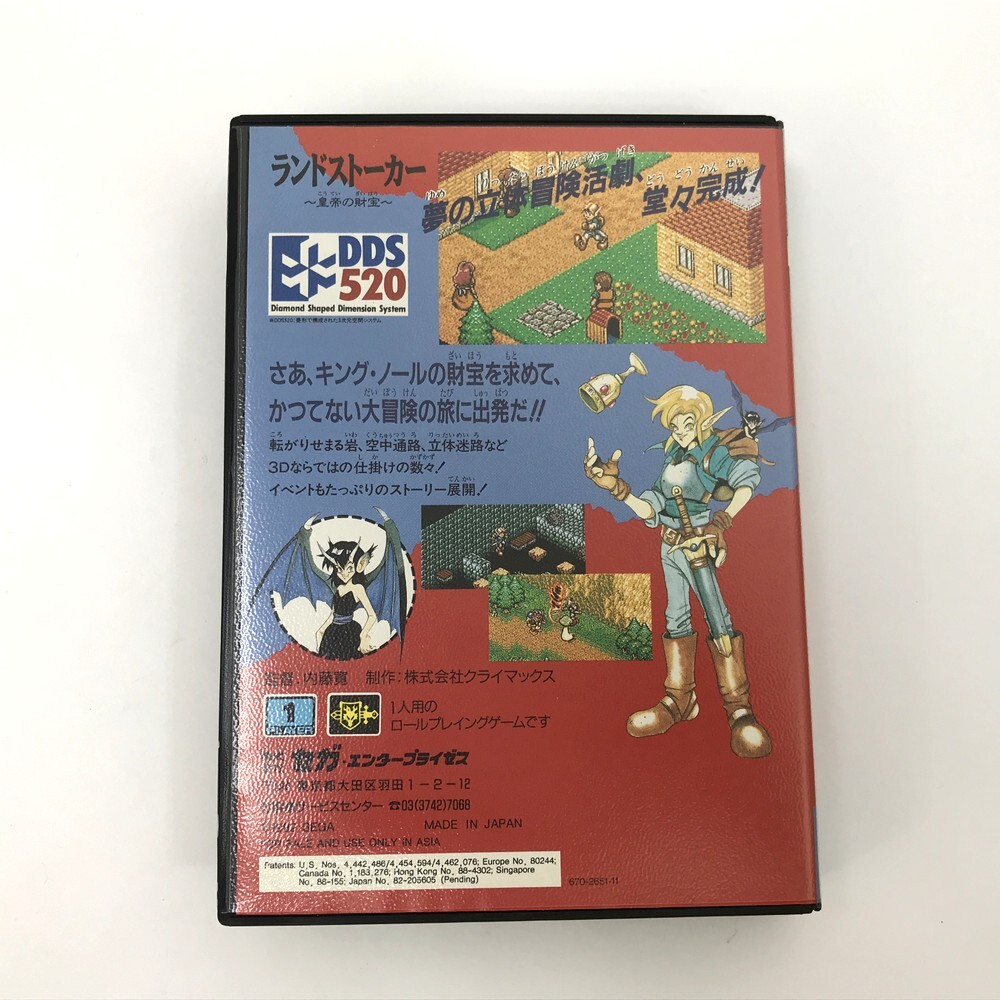 ランドストーカー
～皇帝の財宝～
夢の立体冒険活劇、
堂々完成!
DDS
520
Diamond Shaped Dimension System
さあ、キング・ノールの財宝を求めて、
かつてない大冒険の旅に出発だ!!
転がりせまる岩、空中通路、立体迷路など
3Dならではの仕掛けの数々!
イベントもたっぷりのストーリー展開!
監督:内藤寛 制作:株式会社クライマックス
1人用の
ロールプレイングゲームです
セガ・エンタープライゼス
東京都大田区羽田1-2-12
サービスセンター ☎03(3742)7068
SEGA MADE IN JAPAN
AND USE ONLY IN ASIA
Patents: U.S. Nos. 4,442,486/4,454,594/4,462,076; Europe No. 80244;
Canada No. 1,183,276; Hong Kong No. 88-4302; Singapore
No. 88-155; Japan No. 82-205605 (Pending)
670-2651-11